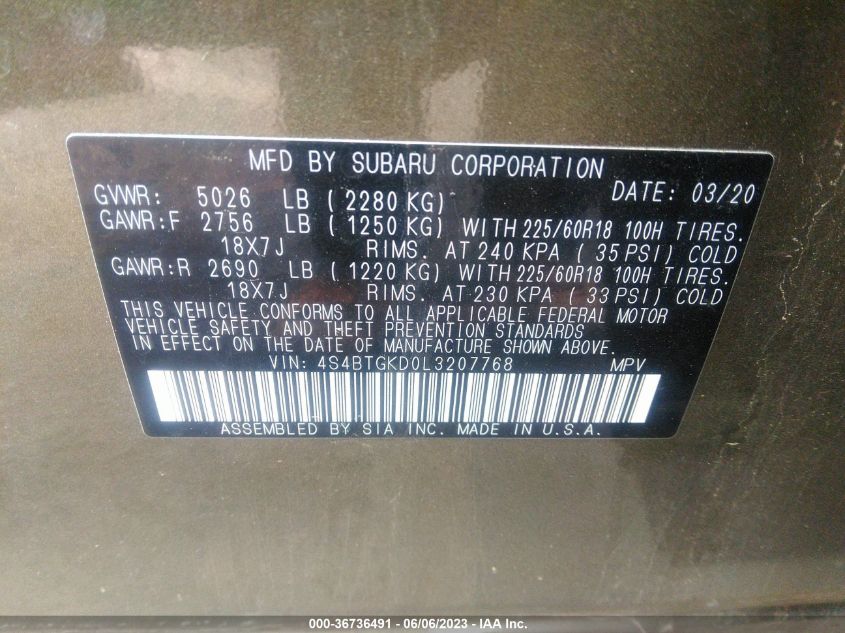 MFD BY SUBARU CORPORATION
GVWR: 5026 LB ( 2280 KG) DATE: 03/20
GAWR:F 2756 LB ( 1250 KG) WITH 225/60R18 100H TIRES.
18X7J RIMS. AT 240 KPA ( 35 PSI) COLD
GAWR:R 2690 LB ( 1220 KG) WITH 225/60R18 100H TIRES.
18X7J RIMS. AT 230 KPA ( 33 PSI) COLD
THIS VEHICLE CONFORMS TO ALL APPLICABLE FEDERAL MOTOR
VEHICLE SAFETY AND THEFT PREVENTION STANDARDS
IN EFFECT ON THE DATE OF MANUFACTURE SHOWN ABOVE.
VIN: 4S4BTGKD0L3207768 MPV
ASSEMBLED BY SIA INC. MADE IN U.S.A.
000-36736491 - 06/06/2023 - IAA Inc.